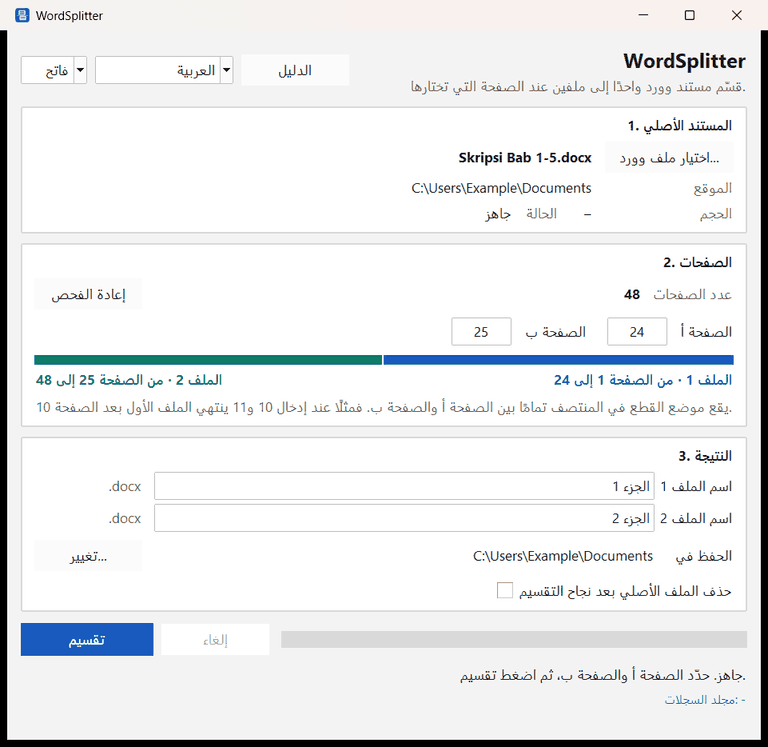 WordSplitter
WordSplitter
فاتح العربية الدليل
قسّم مستند وورد واحدًا إلى ملفين عند الصفحة التي تختارها.
1. المستند الأصلي
اختيار ملف وورد... Skripsi Bab 1-5.docx
الموقع C:\Users\Example\Documents
الحجم – الحالة جاهز
2. الصفحات
عدد الصفحات 48 إعادة الفحص
الصفحة أ 24 الصفحة ب 25
الملف 1 · من الصفحة 1 إلى 24 الملف 2 · من الصفحة 25 إلى 48
يقع موضع القطع في المنتصف تمامًا بين الصفحة أ والصفحة ب. فمثلًا عند إدخال 10 و11 ينتهي الملف الأول بعد الصفحة 10.
3. النتيجة
اسم الملف 1 الجزء 1 .docx
اسم الملف 2 الجزء 2 .docx
الحفظ في C:\Users\Example\Documents تغيير...
حذف الملف الأصلي بعد نجاح التقسيم
تقسيم إلغاء
جاهز. حدّد الصفحة أ والصفحة ب، ثم اضغط تقسيم.
مجلد السجلات: -